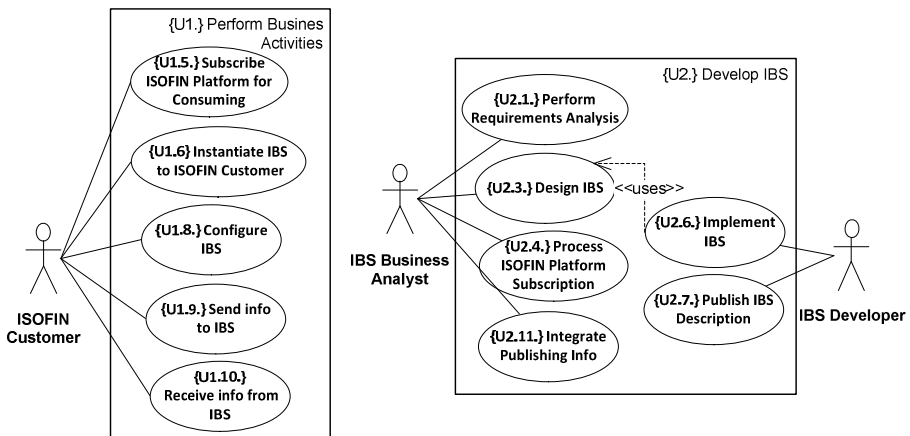 {U1.} Perform Busines
Activities
{U1.5.} Subscribe
ISOFIN Platform for
Consuming
{U1.6} Instantiate IBS
to ISOFIN Customer
{U1.8.} Configure
IBS
{U1.9.} Send info
to IBS
{U1.10.}
Receive info from
IBS
ISOFIN
Customer
{U2.} Develop IBS
{U2.1.} Perform
Requirements Analysis
{U2.3.} Design IBS
<<uses>>
{U2.4.} Process
ISOFIN Platform
Subscription
{U2.11.} Integrate
Publishing Info
{U2.6.} Implement
IBS
{U2.7.} Publish IBS
Description
IBS Business
Analyst
IBS Developer